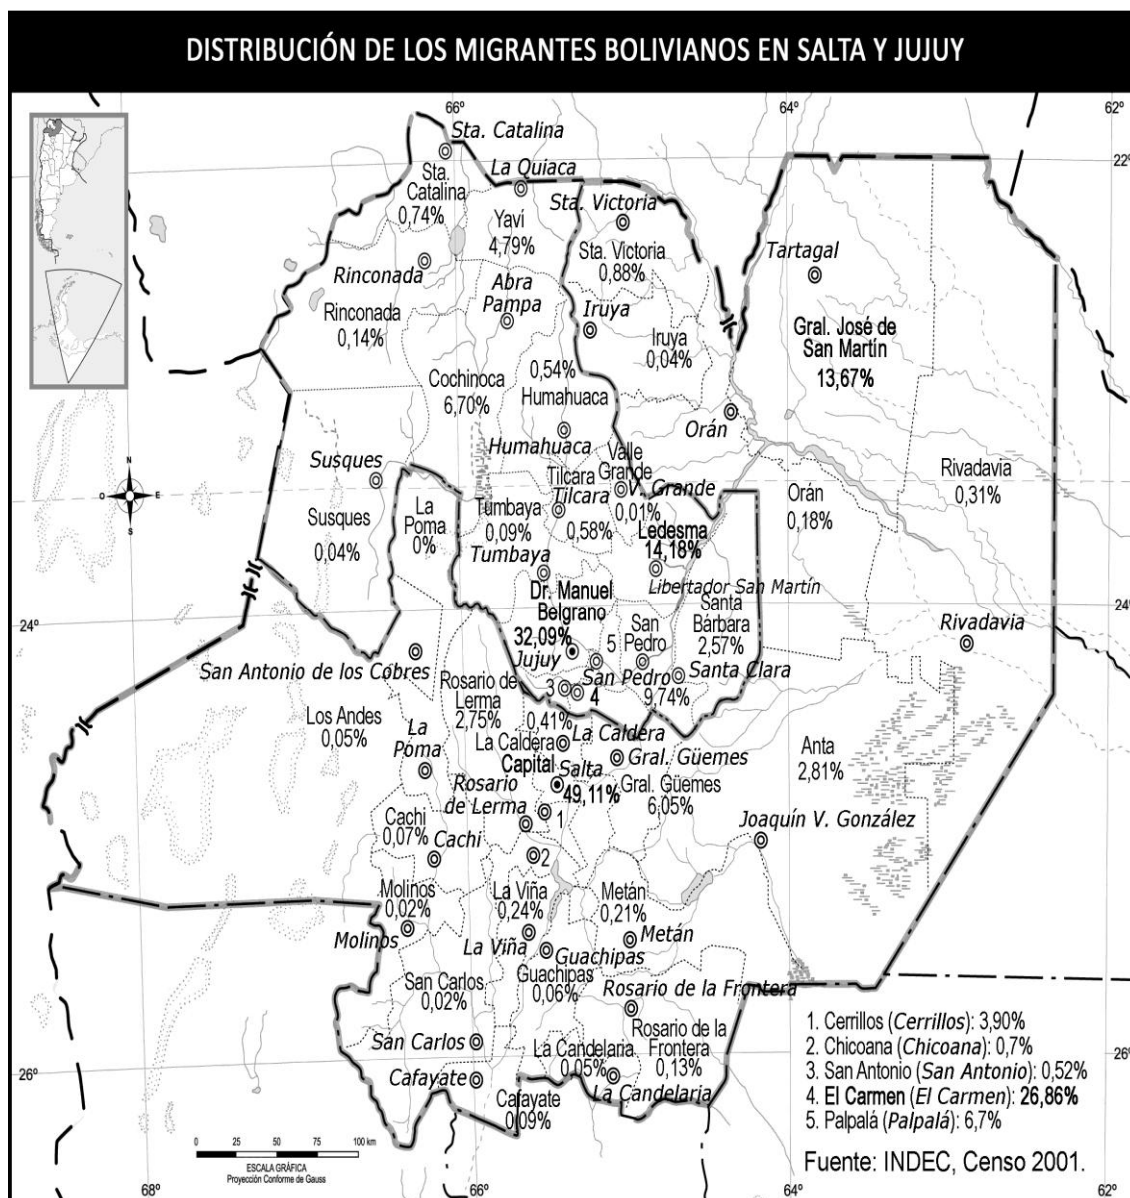 DISTRIBUCIÓN DE LOS MIGRANTES BOLIVIANOS EN SALTA Y JUJUY
66º
64º
62º
22º
Sta. Catalina
Sta.
Catalina
0,74%
La Quiaca
Yavi
4,79%
Sta. Victoria
Sta. Victoria
0,88%
Tartagal
Rinconada
Rinconada
0,14%
Abra
Pampa
Iruya
Iruya
0,04%
Gral. José de
San Martín
13,67%
Cochinoca
6,70%
0,54%
Humahuaca
Humahuaca
Orán
Susques
Susques
0,04%
La
Poma
0%
Tumbaya
0,09%
Tumbaya
Tilcara
Tilcara
0,58%
Valle
Grande
V. Grande
0,01%
Ledesma
14,18%
Libertador San Martín
Orán
0,18%
Rivadavia
0,31%
N
O
E
S
Dr. Manuel
Belgrano
32,09%
Jujuy
5
San
Pedro
San Pedro
9,74%
Santa
Bárbara
2,57%
Santa Clara
Rivadavia
24º
24º
3
4
San Antonio de los Cobres
Los Andes
0,05%
Rosario de
Lerma
2,75%
La
Poma
0,41%
La Caldera
La Caldera
Capital
Salta
49,11%
Gral. Güemes
Gral. Güemes
6,05%
Anta
2,81%
Rosario
de Lerma
1
2
Joaquín V. González
Cachi
0,07%
Cachi
Molinos
0,02%
Molinos
La Viña
0,24%
La Viña
Metán
0,21%
Metán
Guachipas
Guachipas
0,06%
San Carlos
0,02%
San Carlos
Rosario de la Frontera
Rosario de la
Frontera
0,13%
La Candelaria
0,05%
La Candelaria
Cafayate
Cafayate
0,09%
26º
26º
1. Cerrillos (Cerrillos): 3,90%
2. Chicoana (Chicoana): 0,7%
3. San Antonio (San Antonio): 0,52%
4. El Carmen (El Carmen): 26,86%
5. Palpalá (Palpalá): 6,7%
Fuente: INDEC, Censo 2001.
0 25 50 75 100 km
ESCALA GRÁFICA
Proyección Conforme de Gauss
68º
66º
64º
62º